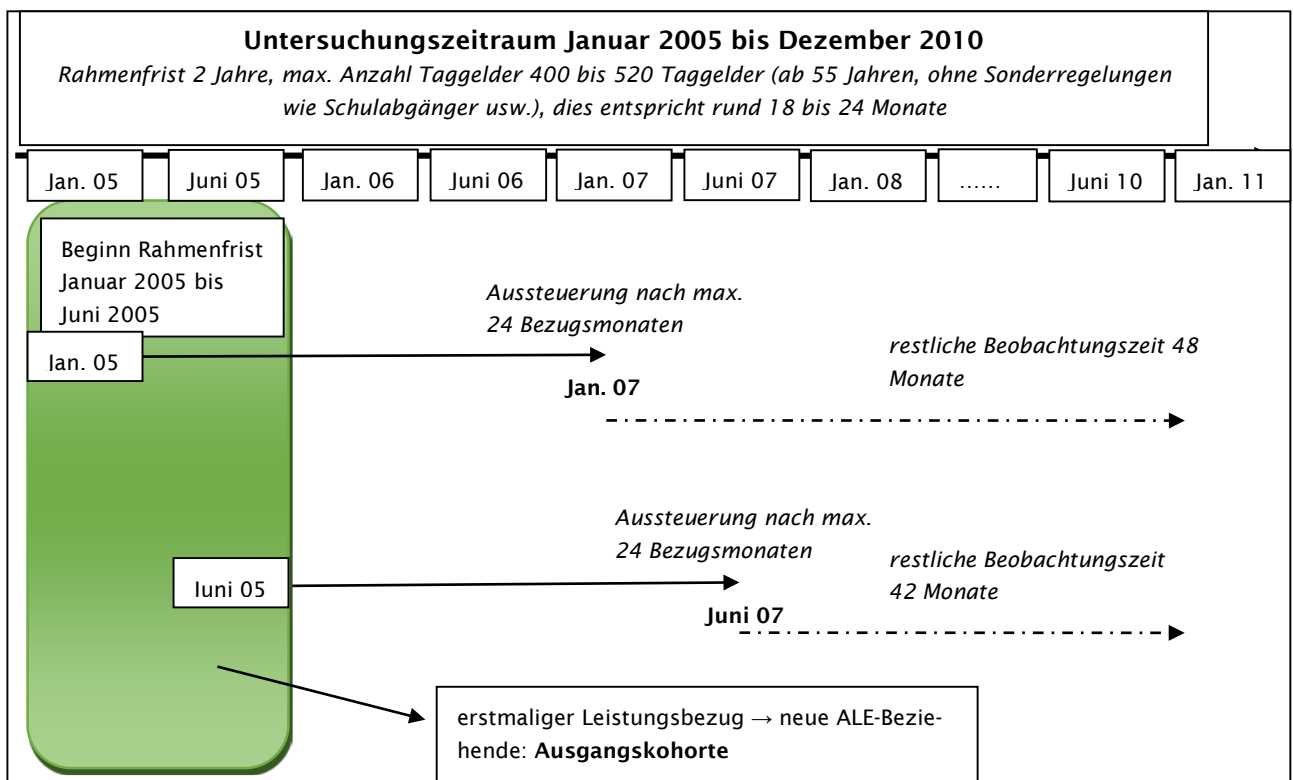 Untersuchungszeitraum Januar 2005 bis Dezember 2010
Rahmenfrist 2 Jahre, max. Anzahl Taggelder 400 bis 520 Taggelder (ab 55 Jahren, ohne Sonderregelungen
wie Schulabgänger usw.), dies entspricht rund 18 bis 24 Monate
Jan. 05
Juni 05
Jan. 06
Juni 06
Jan. 07
Juni 07
Jan. 08
......
Juni 10
Jan. 11
Beginn Rahmenfrist
Januar 2005 bis
Juni 2005
Jan. 05
Aussteuerung nach max.
24 Bezugsmonaten
Jan. 07
restliche Beobachtungszeit 48
Monate
Juni 05
Aussteuerung nach max.
24 Bezugsmonaten
Juni 07
restliche Beobachtungszeit
42 Monate
erstmaliger Leistungsbezug → neue ALE-Bezie-
hende: Ausgangskohorte